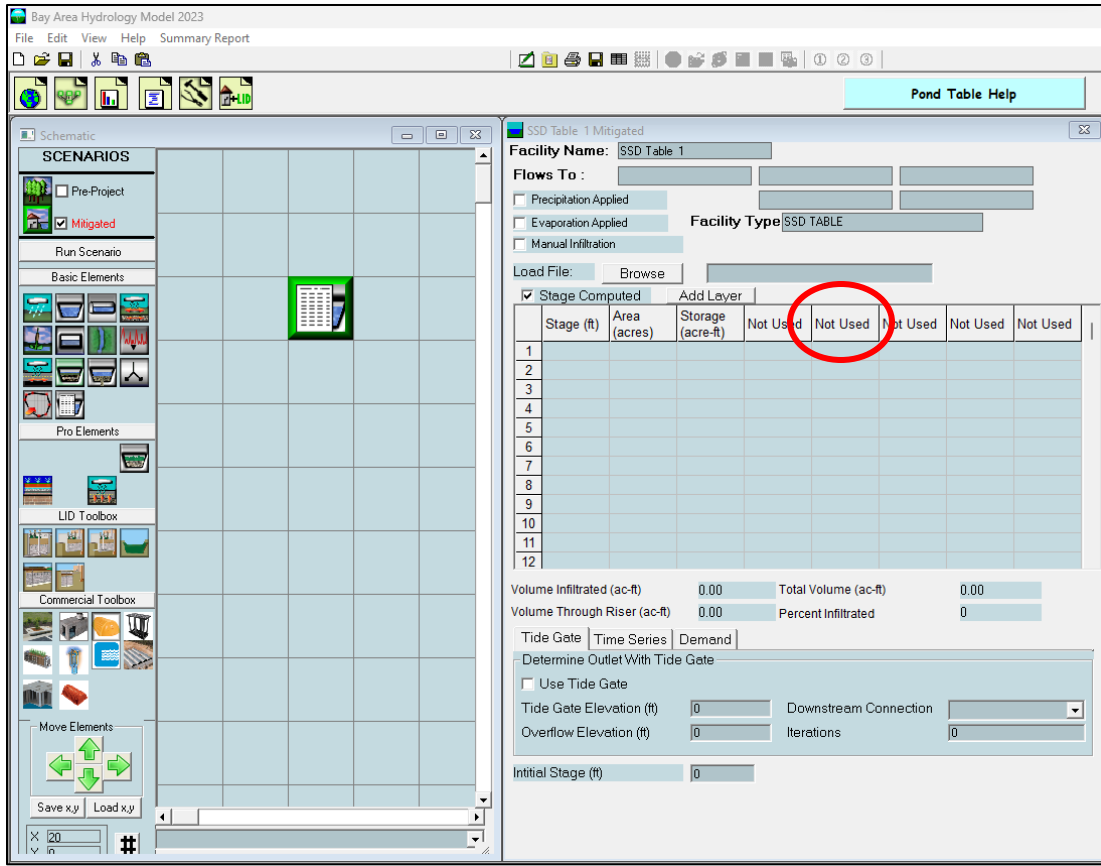 Bay Area Hydrology Model 2023
File Edit View Help Summary Report
+LID
Pond Table Help
Schematic
SCENARIOS
Pre-Project
Mitigated
Run Scenario
Basic Elements
Pro Elements
LID Toolbox
Commercial Toolbox
Move Elements
Save x,y Load x,y
X 20
Y 0
#
SSD Table 1 Mitigated
Facility Name: SSD Table 1
Flows To :
Precipitation Applied
Evaporation Applied Facility Type SSD TABLE
Manual Infiltration
Load File: Browse
Stage Computed Add Layer
Stage (ft) Area (acres) Storage (acre-ft) Not Used Not Used Not Used Not Used Not Used
1
2
3
4
5
6
7
8
9
10
11
12
Volume Infiltrated (ac-ft) 0.00 Total Volume (ac-ft) 0.00
Volume Through Riser (ac-ft) 0.00 Percent Infiltrated 0
Tide Gate Time Series Demand
Determine Outlet With Tide Gate
Use Tide Gate
Tide Gate Elevation (ft) 0 Downstream Connection
Overflow Elevation (ft) 0 Iterations 0
Intitial Stage (ft) 0